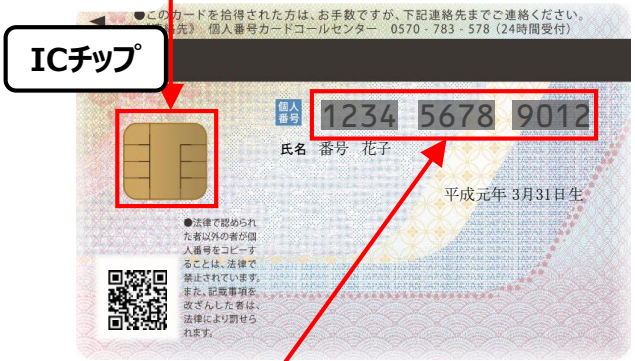 ●このカードを拾得された方は、お手数ですが、下記連絡先までご連絡ください。
絡先》 個人番号カードコールセンター 0570-783-578（24時間受付）
ICチップ
個人番号 1234 5678 9012
氏名 番号 花子
平成元年 3月31日生
●法律で認められ
た者以外の者が個
人番号をコピーす
ることは、法律で
禁止されています。
また、記載事項を
改ざんした者は、
法律により罰せら
れます。